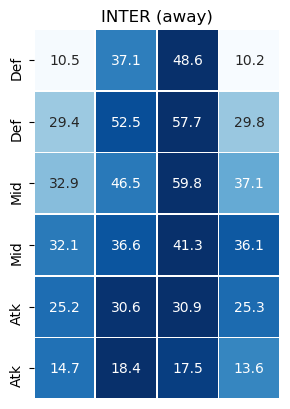 INTER (away)
Def 10.5 37.1 48.6 10.2
Def 29.4 52.5 57.7 29.8
Mid 32.9 46.5 59.8 37.1
Mid 32.1 36.6 41.3 36.1
Atk 25.2 30.6 30.9 25.3
Atk 14.7 18.4 17.5 13.6